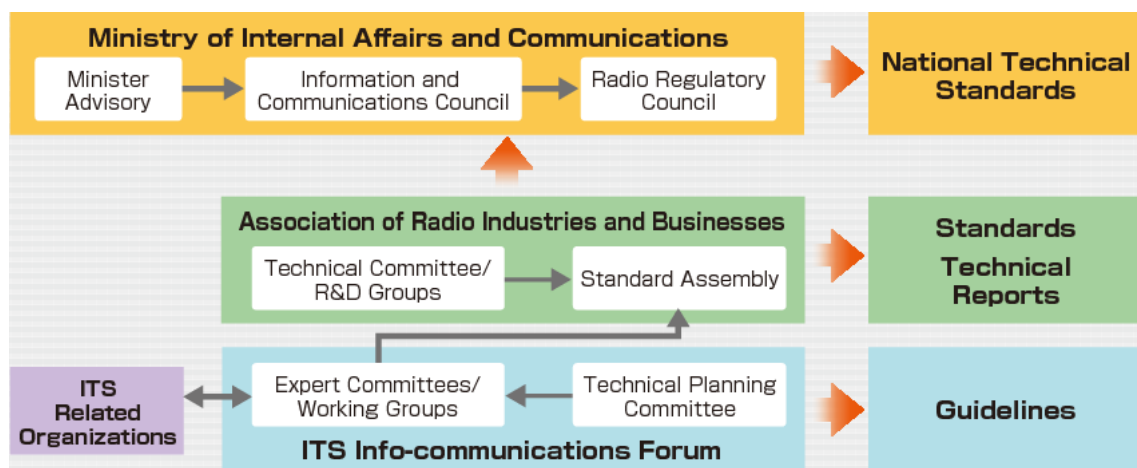 Ministry of Internal Affairs and Communications
Minister
Advisory
Information and
Communications Council
Radio Regulatory
Council
National Technical
Standards
Association of Radio Industries and Businesses
Technical Committee/
R&D Groups
Standard Assembly
Standards
Technical
Reports
ITS
Related
Organizations
Expert Committees/
Working Groups
Technical Planning
Committee
ITS Info-communications Forum
Guidelines